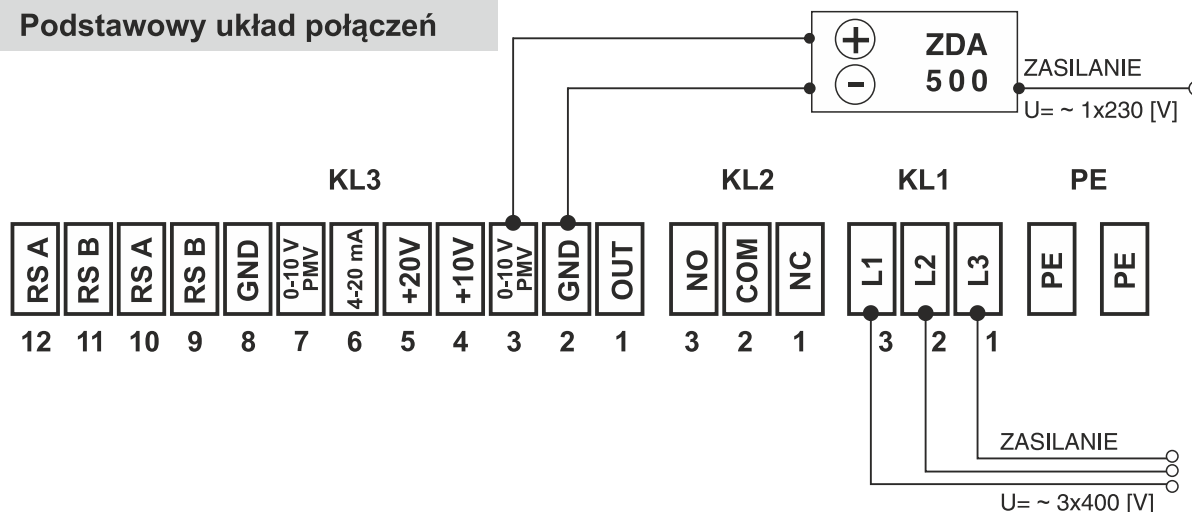 Podstawowy układ połączeń
+ ZDA
- 500
ZASILANIE
U= ~ 1x230 [V]
KL3 KL2 KL1 PE
RS A RS B RS A RS B GND 0-10 V PMV 4-20 mA +20V +10V 0-10 V PMV GND OUT NO COM NC L1 L2 L3 PE PE
12 11 10 9 8 7 6 5 4 3 2 1 3 2 1 3 2 1
ZASILANIE
U= ~ 3x400 [V]